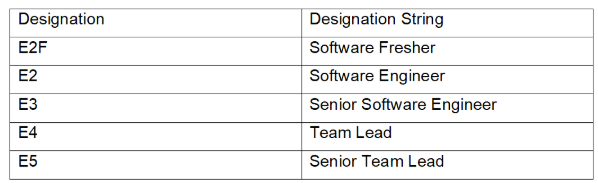 Designation Designation String
E2F Software Fresher
E2 Software Engineer
E3 Senior Software Engineer
E4 Team Lead
E5 Senior Team Lead